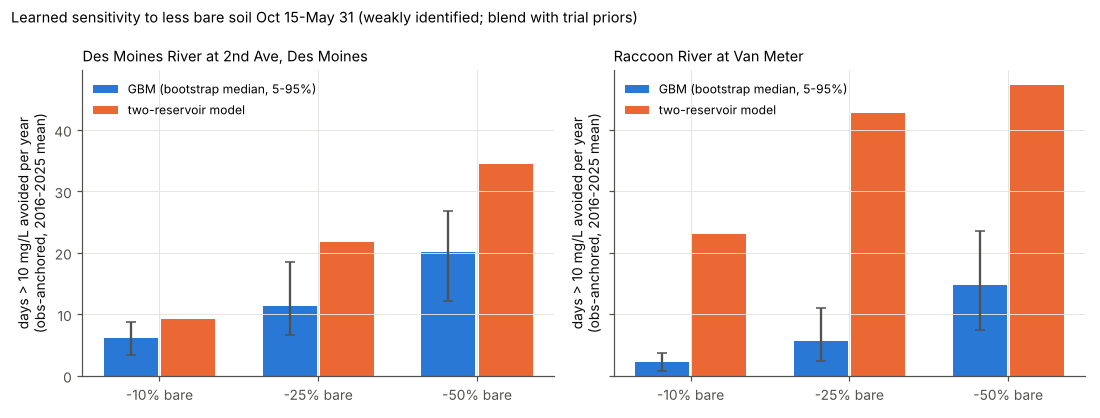 Learned sensitivity to less bare soil Oct 15-May 31 (weakly identified; blend with trial priors)
Des Moines River at 2nd Ave, Des Moines
GBM (bootstrap median, 5-95%)
two-reservoir model
days > 10 mg/L avoided per year
(obs-anchored, 2016-2025 mean)
40
30
20
10
0
-10% bare
-25% bare
-50% bare
Raccoon River at Van Meter
GBM (bootstrap median, 5-95%)
two-reservoir model
days > 10 mg/L avoided per year
(obs-anchored, 2016-2025 mean)
-10% bare
-25% bare
-50% bare